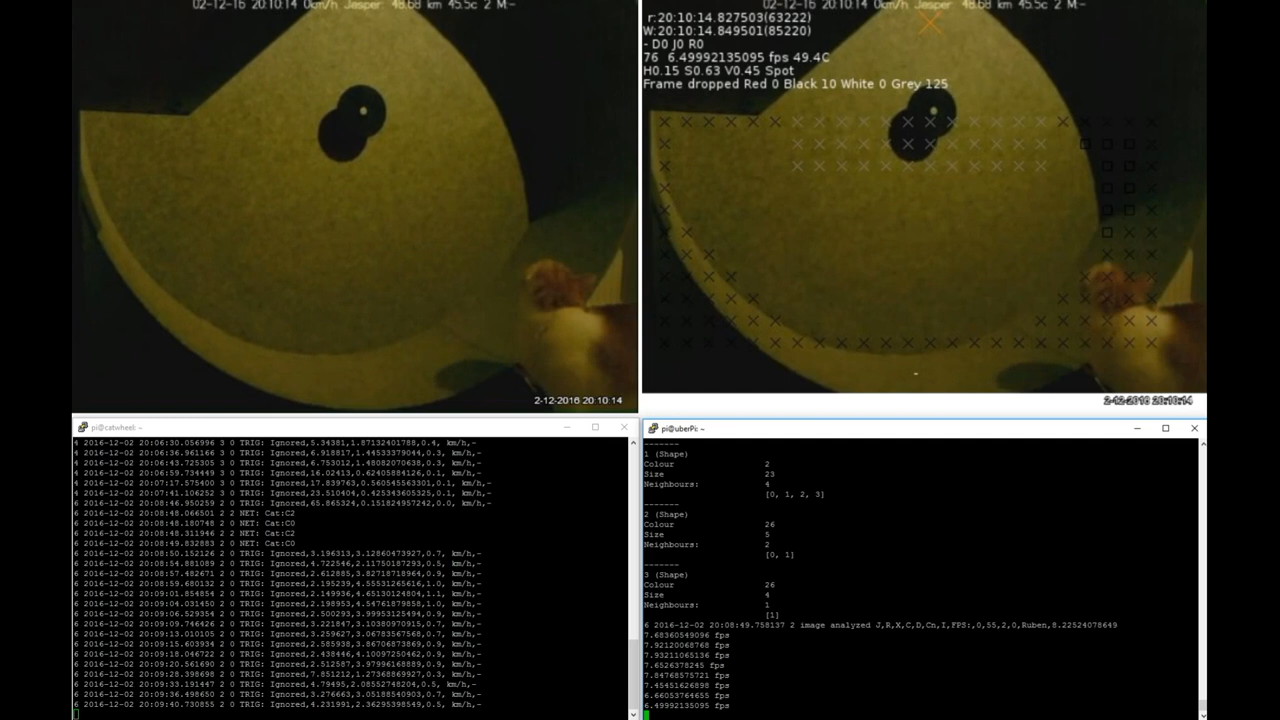 02-12-16 20:10:14 0km/h Jesper: 48.68 km 45.5c 2 M:-
2-12-2016 20:10:14
02-12-16 20:10:14 0km/h Jesper: 48.68 km 45.5c 2 M:-
r:20:10:14.827503(63222)
W:20:10:14.849501(85220)
- D0 J0 R0
76 6.49992135095 fps 49.4C
H0.15 S0.63 V0.45 Spot
Frame dropped Red 0 Black 10 White 0 Grey 125
2-12-2016 20:10:14
pi@catwheel: ~
4 2016-12-02 20:06:30.056996 3 0 TRIG: Ignored,5.34381,1.87132401788,0.4, km/h,-
4 2016-12-02 20:06:36.961166 3 0 TRIG: Ignored,6.918817,1.44533379044,0.3, km/h,-
4 2016-12-02 20:06:43.725305 3 0 TRIG: Ignored,6.753012,1.48082070638,0.3, km/h,-
4 2016-12-02 20:06:59.734449 3 0 TRIG: Ignored,16.02413,0.62405884126,0.1, km/h,-
4 2016-12-02 20:07:17.575400 3 0 TRIG: Ignored,17.839763,0.560545563301,0.1, km/h,-
4 2016-12-02 20:07:41.106252 3 0 TRIG: Ignored,23.510404,0.425343605325,0.1, km/h,-
6 2016-12-02 20:08:46.950259 2 0 TRIG: Ignored,65.865324,0.151824957242,0.0, km/h,-
6 2016-12-02 20:08:48.066501 2 2 NET: Cat:C2
6 2016-12-02 20:08:48.180748 2 0 NET: Cat:C0
6 2016-12-02 20:08:48.311946 2 2 NET: Cat:C2
6 2016-12-02 20:08:49.832883 2 0 NET: Cat:C0
6 2016-12-02 20:08:50.152126 2 0 TRIG: Ignored,3.196313,3.12860473927,0.7, km/h,-
6 2016-12-02 20:08:54.881089 2 0 TRIG: Ignored,4.722546,2.11750187293,0.5, km/h,-
6 2016-12-02 20:08:57.482671 2 0 TRIG: Ignored,2.612885,3.82718718964,0.9, km/h,-
6 2016-12-02 20:08:59.680132 2 0 TRIG: Ignored,2.195239,4.55531265616,1.0, km/h,-
6 2016-12-02 20:09:01.854854 2 0 TRIG: Ignored,2.149936,4.65130124804,1.1, km/h,-
6 2016-12-02 20:09:04.031450 2 0 TRIG: Ignored,2.198953,4.54761879858,1.0, km/h,-
6 2016-12-02 20:09:06.529354 2 0 TRIG: Ignored,2.500293,3.99953125494,0.9, km/h,-
6 2016-12-02 20:09:09.746426 2 0 TRIG: Ignored,3.221847,3.10380970915,0.7, km/h,-
6 2016-12-02 20:09:13.010105 2 0 TRIG: Ignored,3.259627,3.06783567568,0.7, km/h,-
6 2016-12-02 20:09:15.603934 2 0 TRIG: Ignored,2.585938,3.86706873869,0.9, km/h,-
6 2016-12-02 20:09:18.046722 2 0 TRIG: Ignored,2.438446,4.10097250462,0.9, km/h,-
6 2016-12-02 20:09:20.561690 2 0 TRIG: Ignored,2.512587,3.97996168889,0.9, km/h,-
6 2016-12-02 20:09:28.398698 2 0 TRIG: Ignored,7.851212,1.27368869927,0.3, km/h,-
6 2016-12-02 20:09:33.191447 2 0 TRIG: Ignored,4.79495,2.08552748204,0.5, km/h,-
6 2016-12-02 20:09:36.498650 2 0 TRIG: Ignored,3.276663,3.05188540903,0.7, km/h,-
6 2016-12-02 20:09:40.730855 2 0 TRIG: Ignored,4.231991,2.36295398549,0.5, km/h,-
pi@uberPi: ~
-------
1 (Shape)
Colour 2
Size 23
Neighbours: 4
[0, 1, 2, 3]
-------
2 (Shape)
Colour 26
Size 5
Neighbours: 2
[0, 1]
-------
3 (Shape)
Colour 26
Size 4
Neighbours: 1
[1]
6 2016-12-02 20:08:49.758137 2 image analyzed J,R,X,C,D,Cn,I,FPS:,0,55,2,0,Ruben,8.22524078649
7.68360549096 fps
7.92120068768 fps
7.93211065136 fps
7.6526378245 fps
7.84768575721 fps
7.45451626898 fps
6.66053764655 fps
6.49992135095 fps